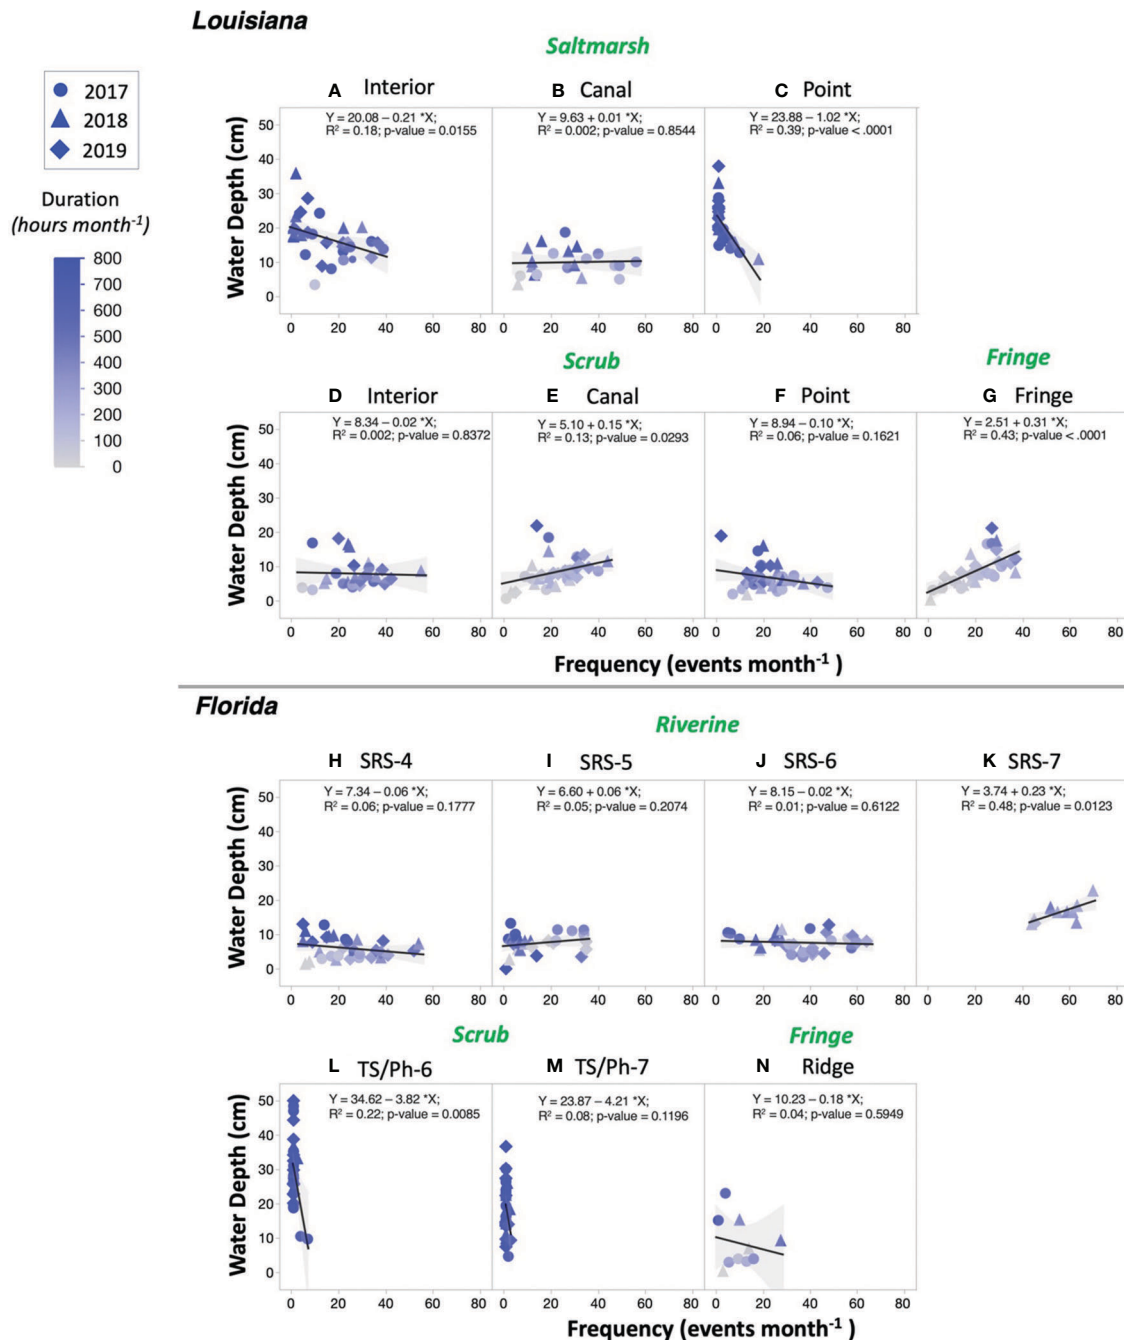 Louisiana
Saltmarsh
2017
2018
2019
Duration
(hours month-1)
800
700
600
500
400
300
200
100
0
A Interior
B Canal
C Point
Y = 20.08 – 0.21 *X;
R² = 0.18; p-value = 0.0155
Y = 9.63 + 0.01 *X;
R² = 0.002; p-value = 0.8544
Y = 23.88 – 1.02 *X;
R² = 0.39; p-value < .0001
Water Depth (cm)
50
40
30
20
10
0
0 20 40 60 80 0 20 40 60 80 0 20 40 60 80
Scrub
Fringe
D Interior
E Canal
F Point
G Fringe
Y = 8.34 – 0.02 *X;
R² = 0.002; p-value = 0.8372
Y = 5.10 + 0.15 *X;
R² = 0.13; p-value = 0.0293
Y = 8.94 – 0.10 *X;
R² = 0.06; p-value = 0.1621
Y = 2.51 + 0.31 *X;
R² = 0.43; p-value < .0001
Water Depth (cm)
50
40
30
20
10
0
0 20 40 60 80 0 20 40 60 80 0 20 40 60 80 0 20 40 60 80
Frequency (events month-1 )
Florida
Riverine
H SRS-4
I SRS-5
J SRS-6
K SRS-7
Y = 7.34 – 0.06 *X;
R² = 0.06; p-value = 0.1777
Y = 6.60 + 0.06 *X;
R² = 0.05; p-value = 0.2074
Y = 8.15 – 0.02 *X;
R² = 0.01; p-value = 0.6122
Y = 3.74 + 0.23 *X;
R² = 0.48; p-value = 0.0123
Water Depth (cm)
50
40
30
20
10
0
0 20 40 60 80 0 20 40 60 80 0 20 40 60 80 0 20 40 60 80
Scrub
Fringe
L TS/Ph-6
M TS/Ph-7
N Ridge
Y = 34.62 – 3.82 *X;
R² = 0.22; p-value = 0.0085
Y = 23.87 – 4.21 *X;
R² = 0.08; p-value = 0.1196
Y = 10.23 – 0.18 *X;
R² = 0.04; p-value = 0.5949
Water Depth (cm)
50
40
30
20
10
0
0 20 40 60 80 0 20 40 60 80 0 20 40 60 80
Frequency (events month-1 )